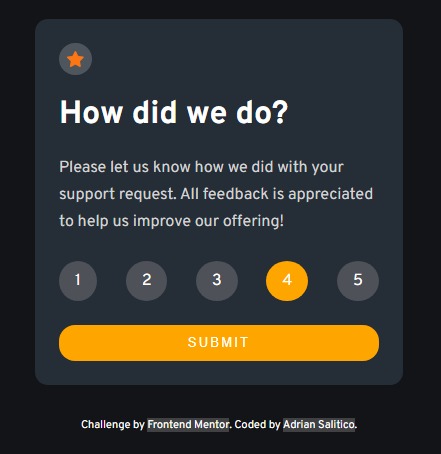 How did we do?
Please let us know how we did with your
support request. All feedback is appreciated
to help us improve our offering!
1 2 3 4 5
SUBMIT
Challenge by Frontend Mentor. Coded by Adrian Salitico.